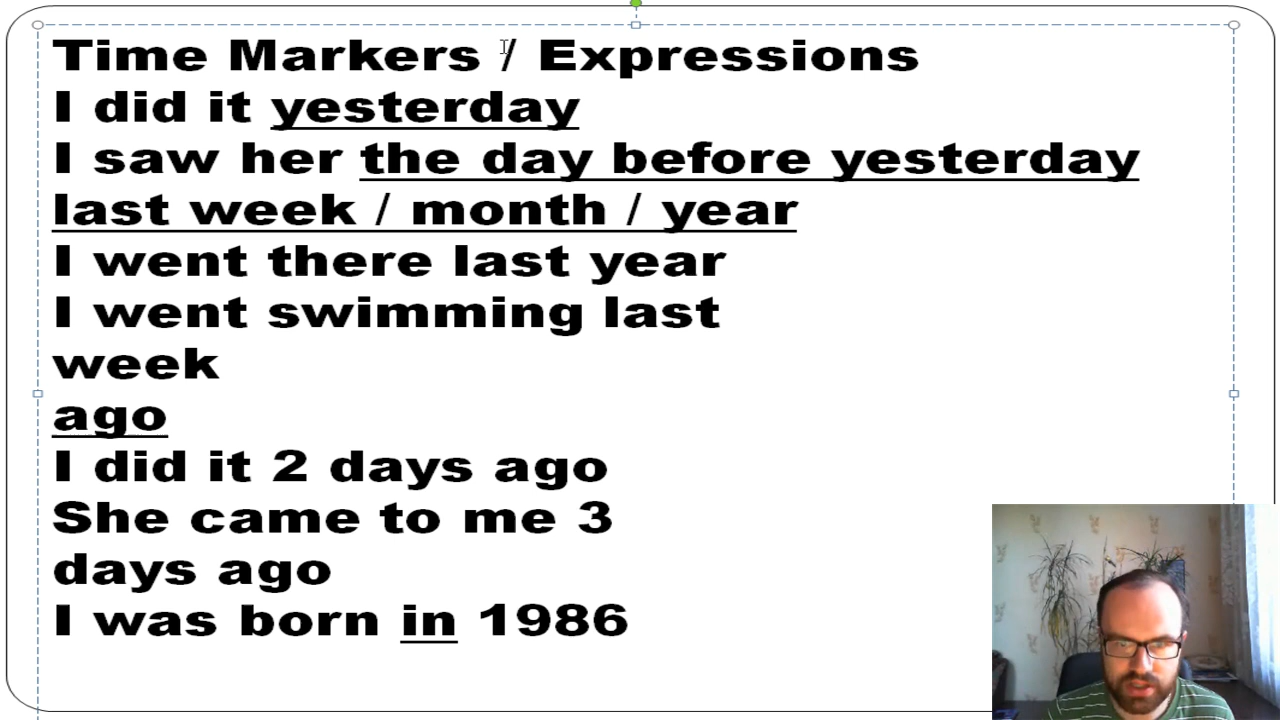 Time Markers / Expressions
I did it yesterday
I saw her the day before yesterday
last week / month / year
I went there last year
I went swimming last
week
ago
I did it 2 days ago
She came to me 3
days ago
I was born in 1986